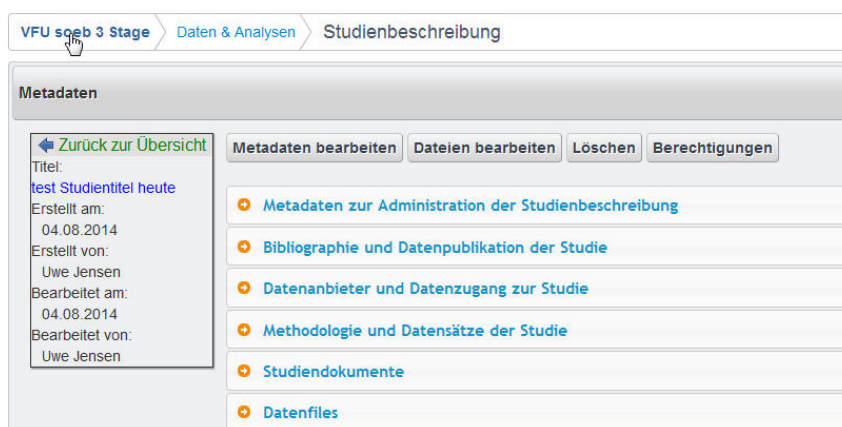 VFU soeb 3 Stage Daten & Analysen Studienbeschreibung
Metadaten
Zurück zur Übersicht
Titel:
test Studientitel heute
Erstellt am:
04.08.2014
Erstellt von:
Uwe Jensen
Bearbeitet am:
04.08.2014
Bearbeitet von:
Uwe Jensen
Metadaten bearbeiten Dateien bearbeiten Löschen Berechtigungen
Metadaten zur Administration der Studienbeschreibung
Bibliographie und Datenpublikation der Studie
Datenanbieter und Datenzugang zur Studie
Methodologie und Datensätze der Studie
Studiendokumente
Datenfiles